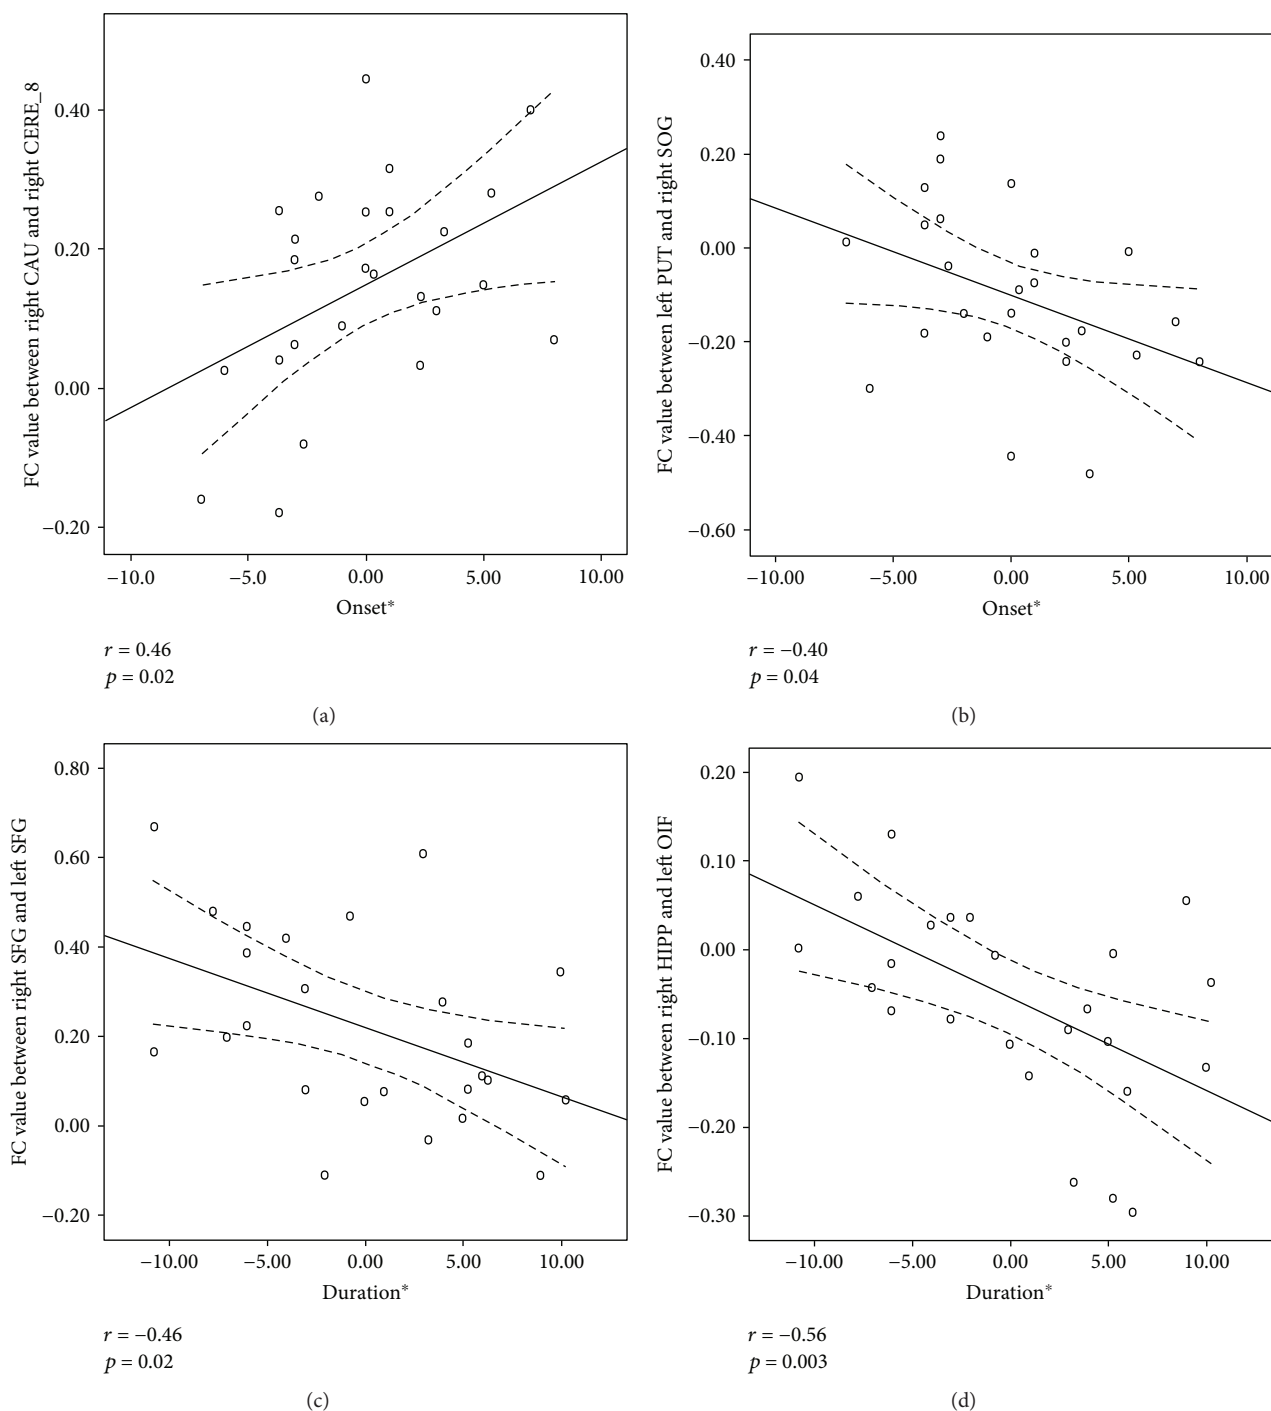 FC value between right CAU and right CERE_8
0.40
0.20
0.00
−0.20
−10.0 −5.0 0.00 5.00 10.00
Onset*
r = 0.46
p = 0.02
(a)
FC value between left PUT and right SOG
0.40
0.20
0.00
−0.20
−0.40
−0.60
−10.00 −5.00 0.00 5.00 10.00
Onset*
r = −0.40
p = 0.04
(b)
FC value between right SFG and left SFG
0.80
0.60
0.40
0.20
0.00
−0.20
−10.00 −5.00 0.00 5.00 10.00
Duration*
r = −0.46
p = 0.02
(c)
FC value between right HIPP and left OIF
0.20
0.10
0.00
−0.10
−0.20
−0.30
−10.00 −5.00 0.00 5.00 10.00
Duration*
r = −0.56
p = 0.003
(d)